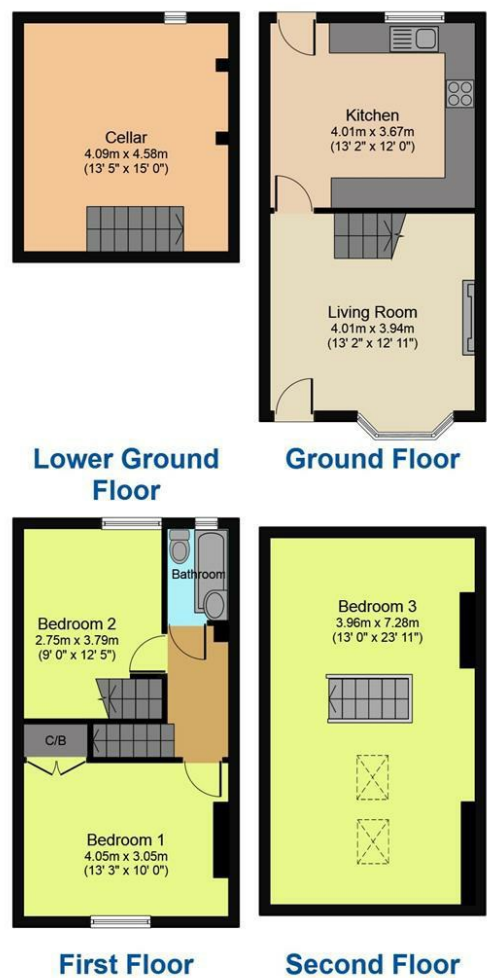 Cellar
4.09m x 4.58m
(13' 5" x 15' 0")
Kitchen
4.01m x 3.67m
(13' 2" x 12' 0")
Living Room
4.01m x 3.94m
(13' 2" x 12' 11")
Lower Ground
Floor
Ground Floor
Bedroom 2
2.75m x 3.79m
(9' 0" x 12' 5")
Bathroom
C/B
Bedroom 1
4.05m x 3.05m
(13' 3" x 10' 0")
Bedroom 3
3.96m x 7.28m
(13' 0" x 23' 11")
First Floor
Second Floor